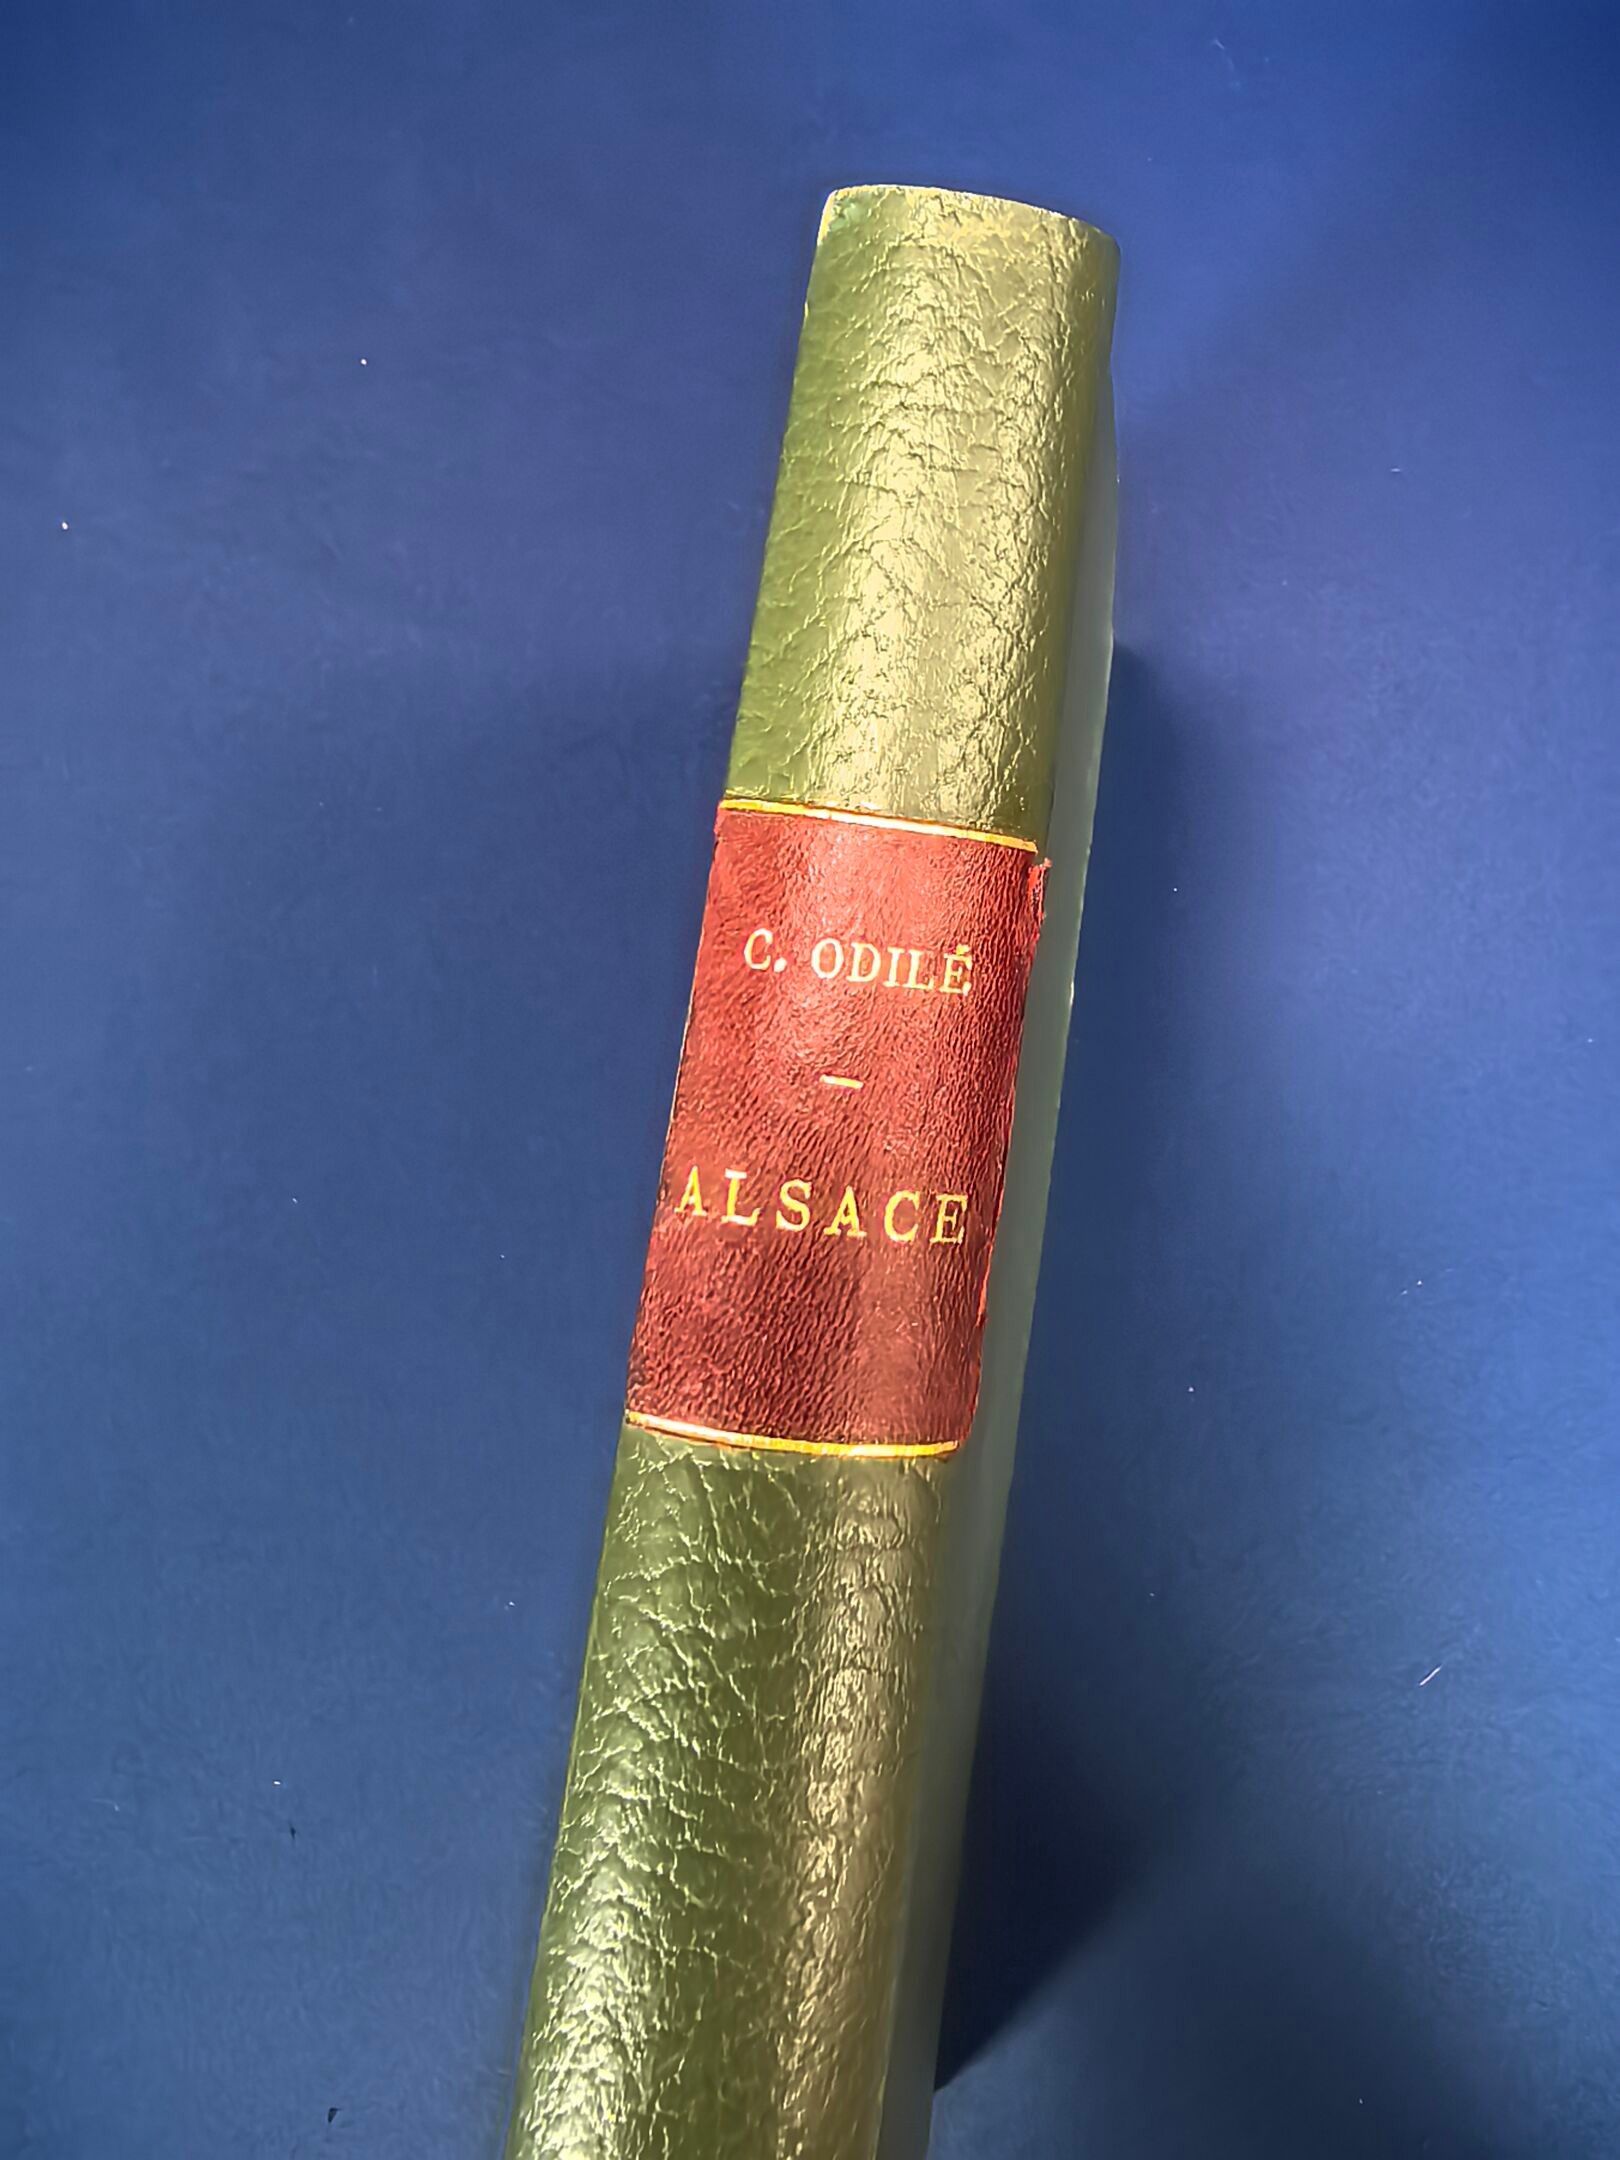 C. ODILÉ
—
ALSACE